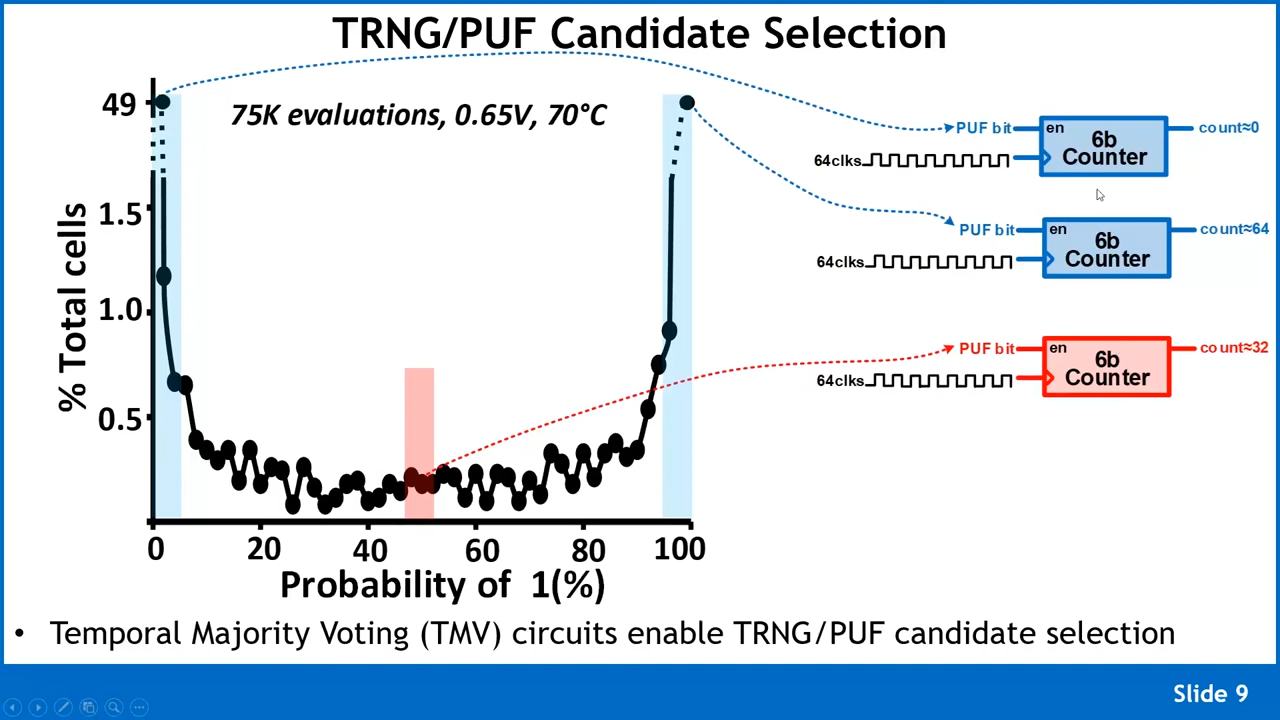 TRNG/PUF Candidate Selection
75K evaluations, 0.65V, 70°C
% Total cells
49
1.5
1.0
0.5
0 20 40 60 80 100
Probability of 1(%)
PUF bit en 6b Counter count≈0
64clks
PUF bit en 6b Counter count≈64
64clks
PUF bit en 6b Counter count≈32
64clks
• Temporal Majority Voting (TMV) circuits enable TRNG/PUF candidate selection
Slide 9